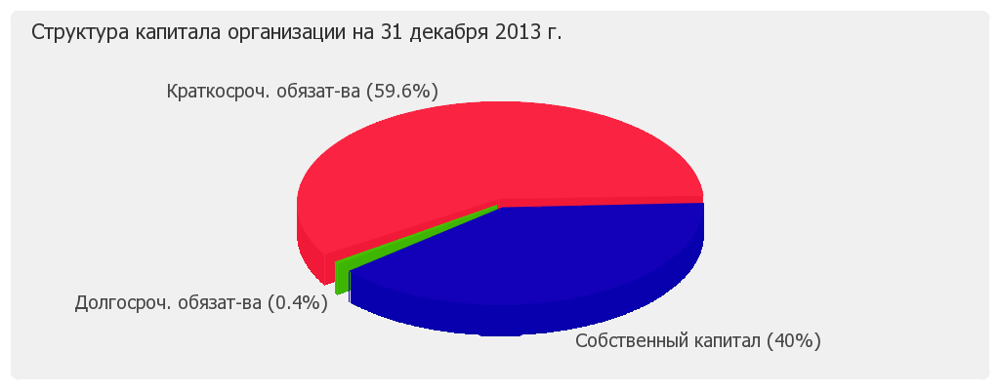 Структура капитала организации на 31 декабря 2013 г.
Краткосроч. обязат-ва (59.6%)
Долгосроч. обязат-ва (0.4%)
Собственный капитал (40%)